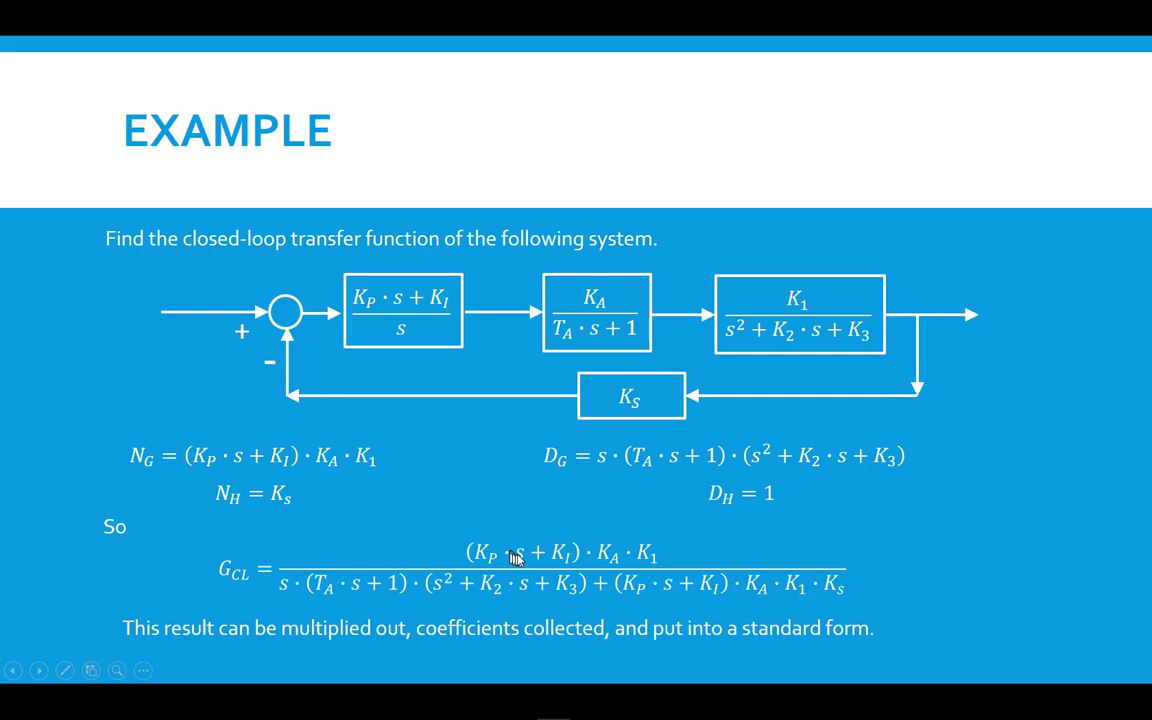 EXAMPLE
Find the closed-loop transfer function of the following system.
+
-
K_P · s + K_I
s
K_A
T_A · s + 1
K_1
s² + K_2 · s + K_3
K_S
N_G = (K_P · s + K_I) · K_A · K_1
D_G = s · (T_A · s + 1) · (s² + K_2 · s + K_3)
N_H = K_s
D_H = 1
So
G_CL = (K_P · s + K_I) · K_A · K_1
s · (T_A · s + 1) · (s² + K_2 · s + K_3) + (K_P · s + K_I) · K_A · K_1 · K_s
This result can be multiplied out, coefficients collected, and put into a standard form.